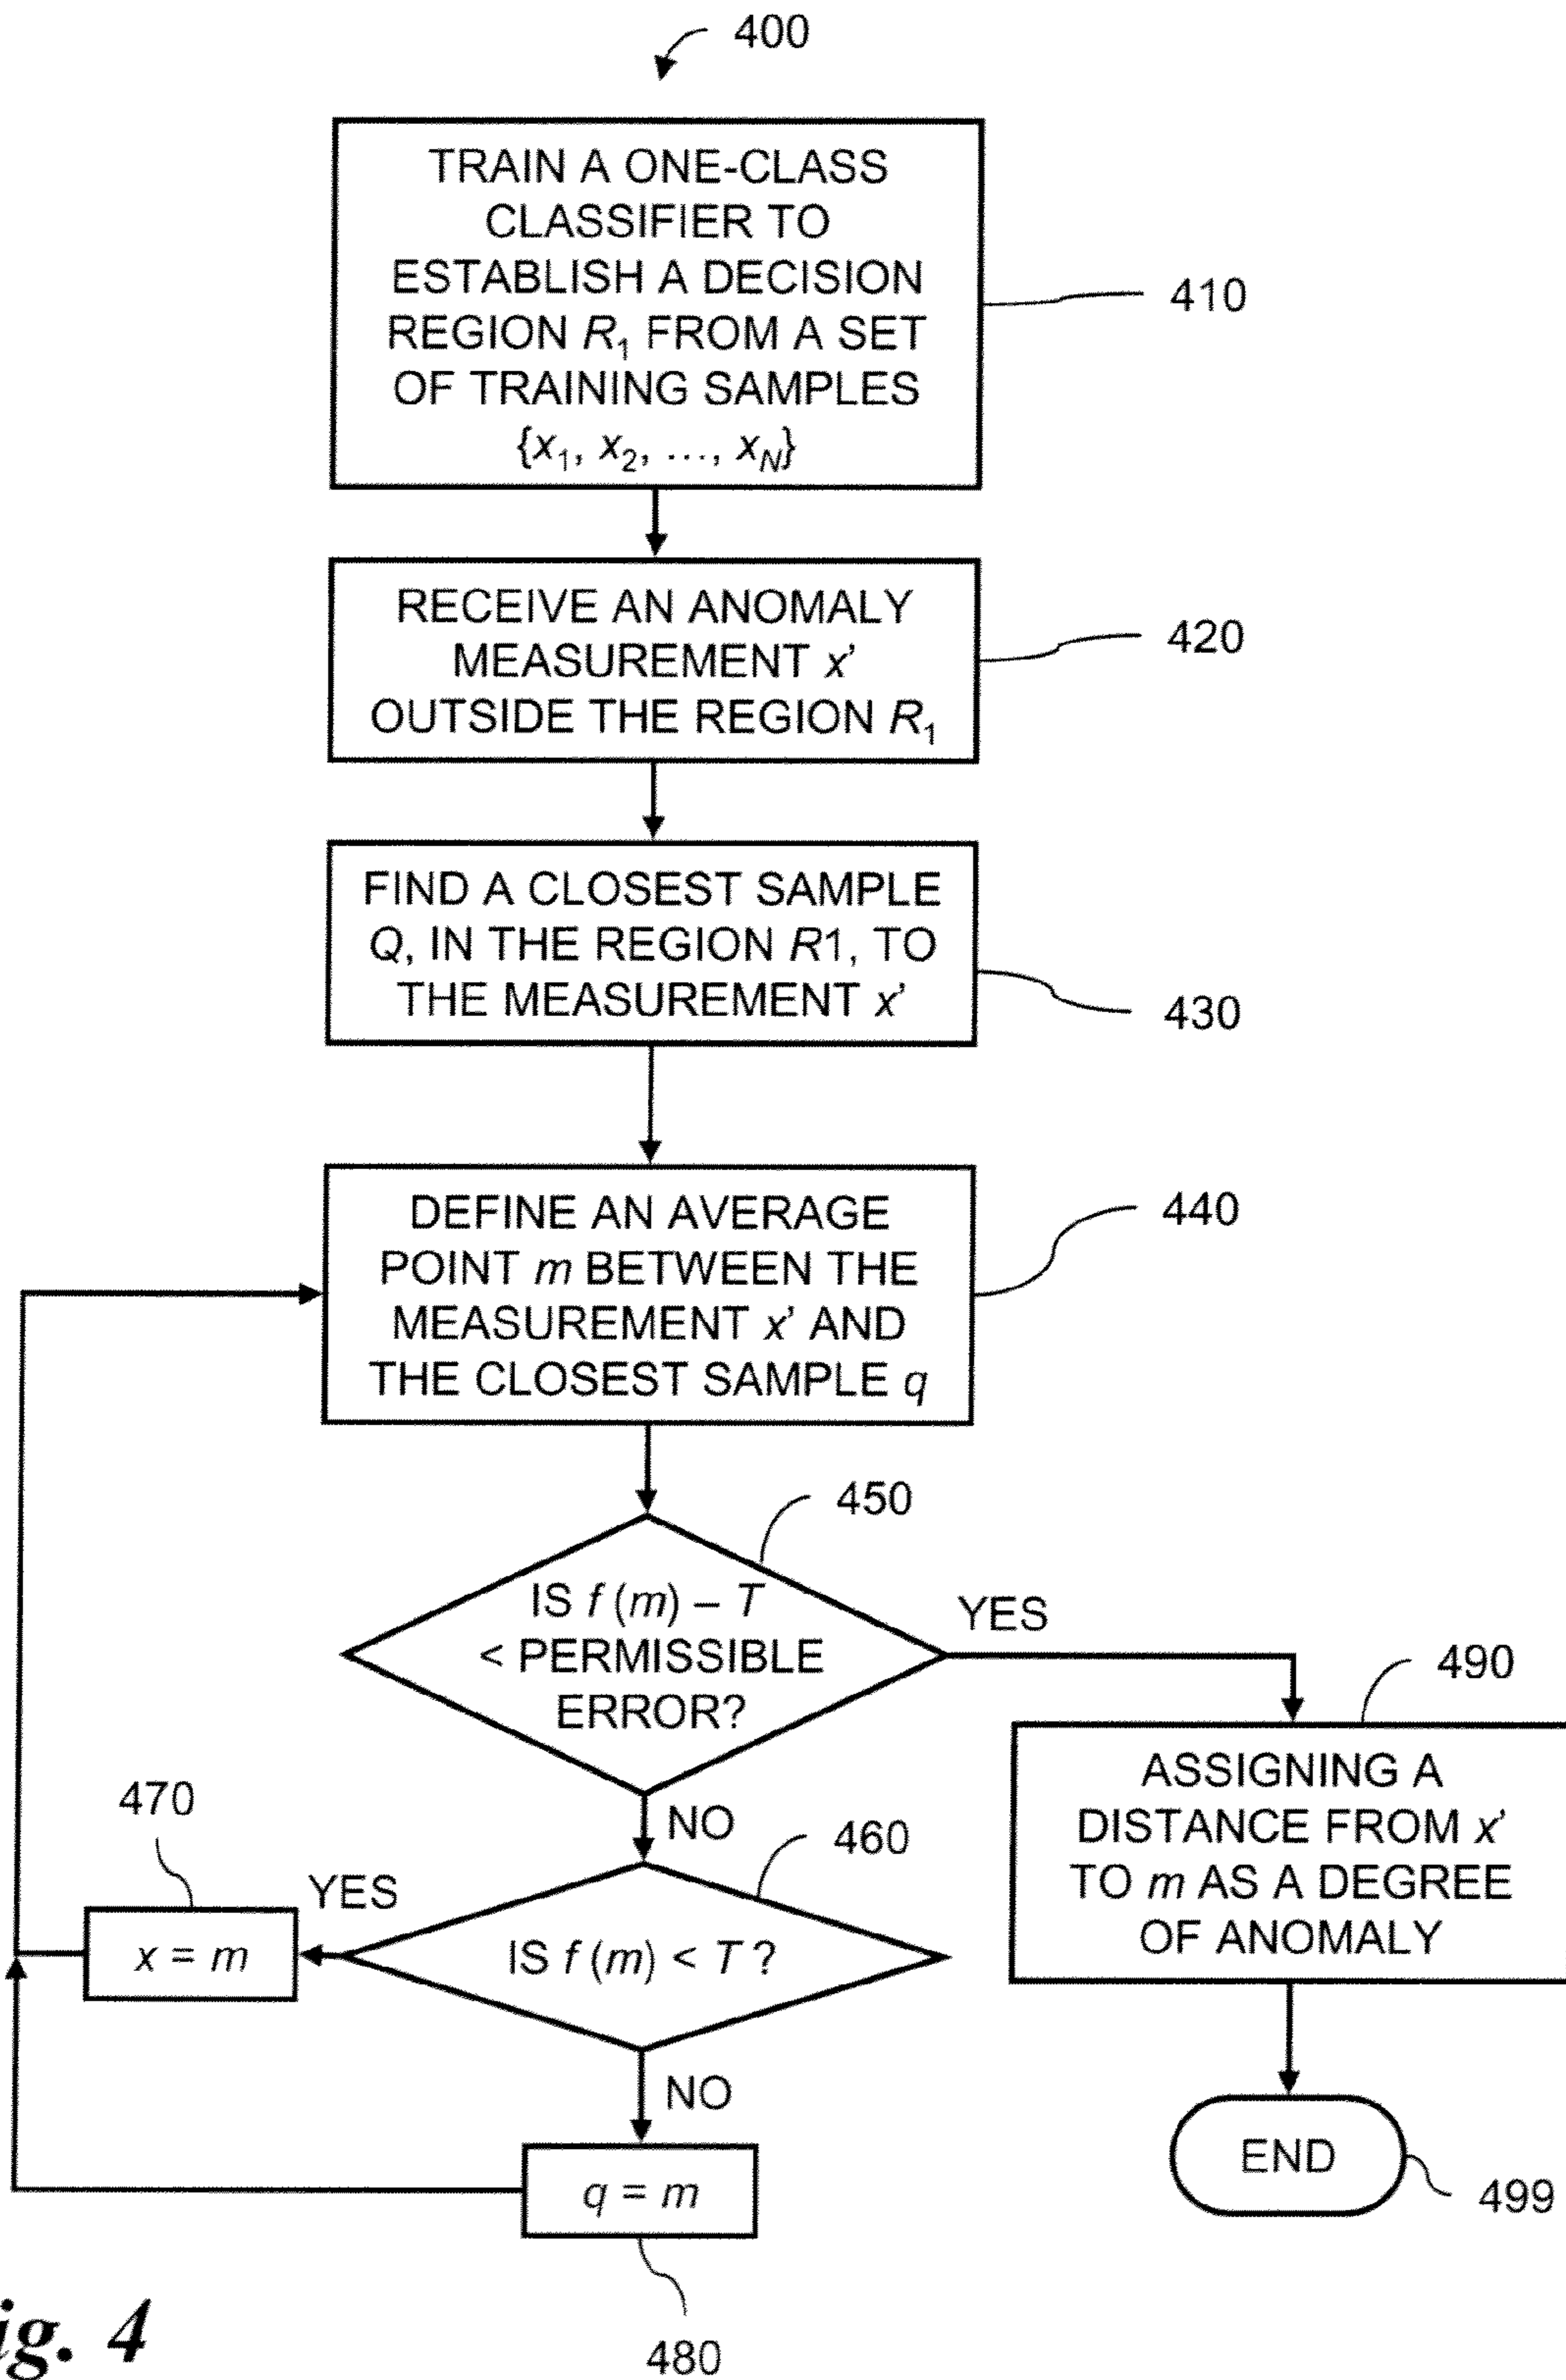 400
TRAIN A ONE-CLASS
CLASSIFIER TO
ESTABLISH A DECISION
REGION R₁ FROM A SET
OF TRAINING SAMPLES
{x₁, x₂, ..., x_N}
410
RECEIVE AN ANOMALY
MEASUREMENT x'
OUTSIDE THE REGION R₁
420
FIND A CLOSEST SAMPLE
Q, IN THE REGION R1, TO
THE MEASUREMENT x'
430
DEFINE AN AVERAGE
POINT m BETWEEN THE
MEASUREMENT x' AND
THE CLOSEST SAMPLE q
440
450
IS f (m) – T
< PERMISSIBLE
ERROR?
YES
490
ASSIGNING A
DISTANCE FROM x'
TO m AS A DEGREE
OF ANOMALY
NO
460
470
YES
x = m
IS f (m) < T ?
NO
q = m
480
END
499
ig. 4